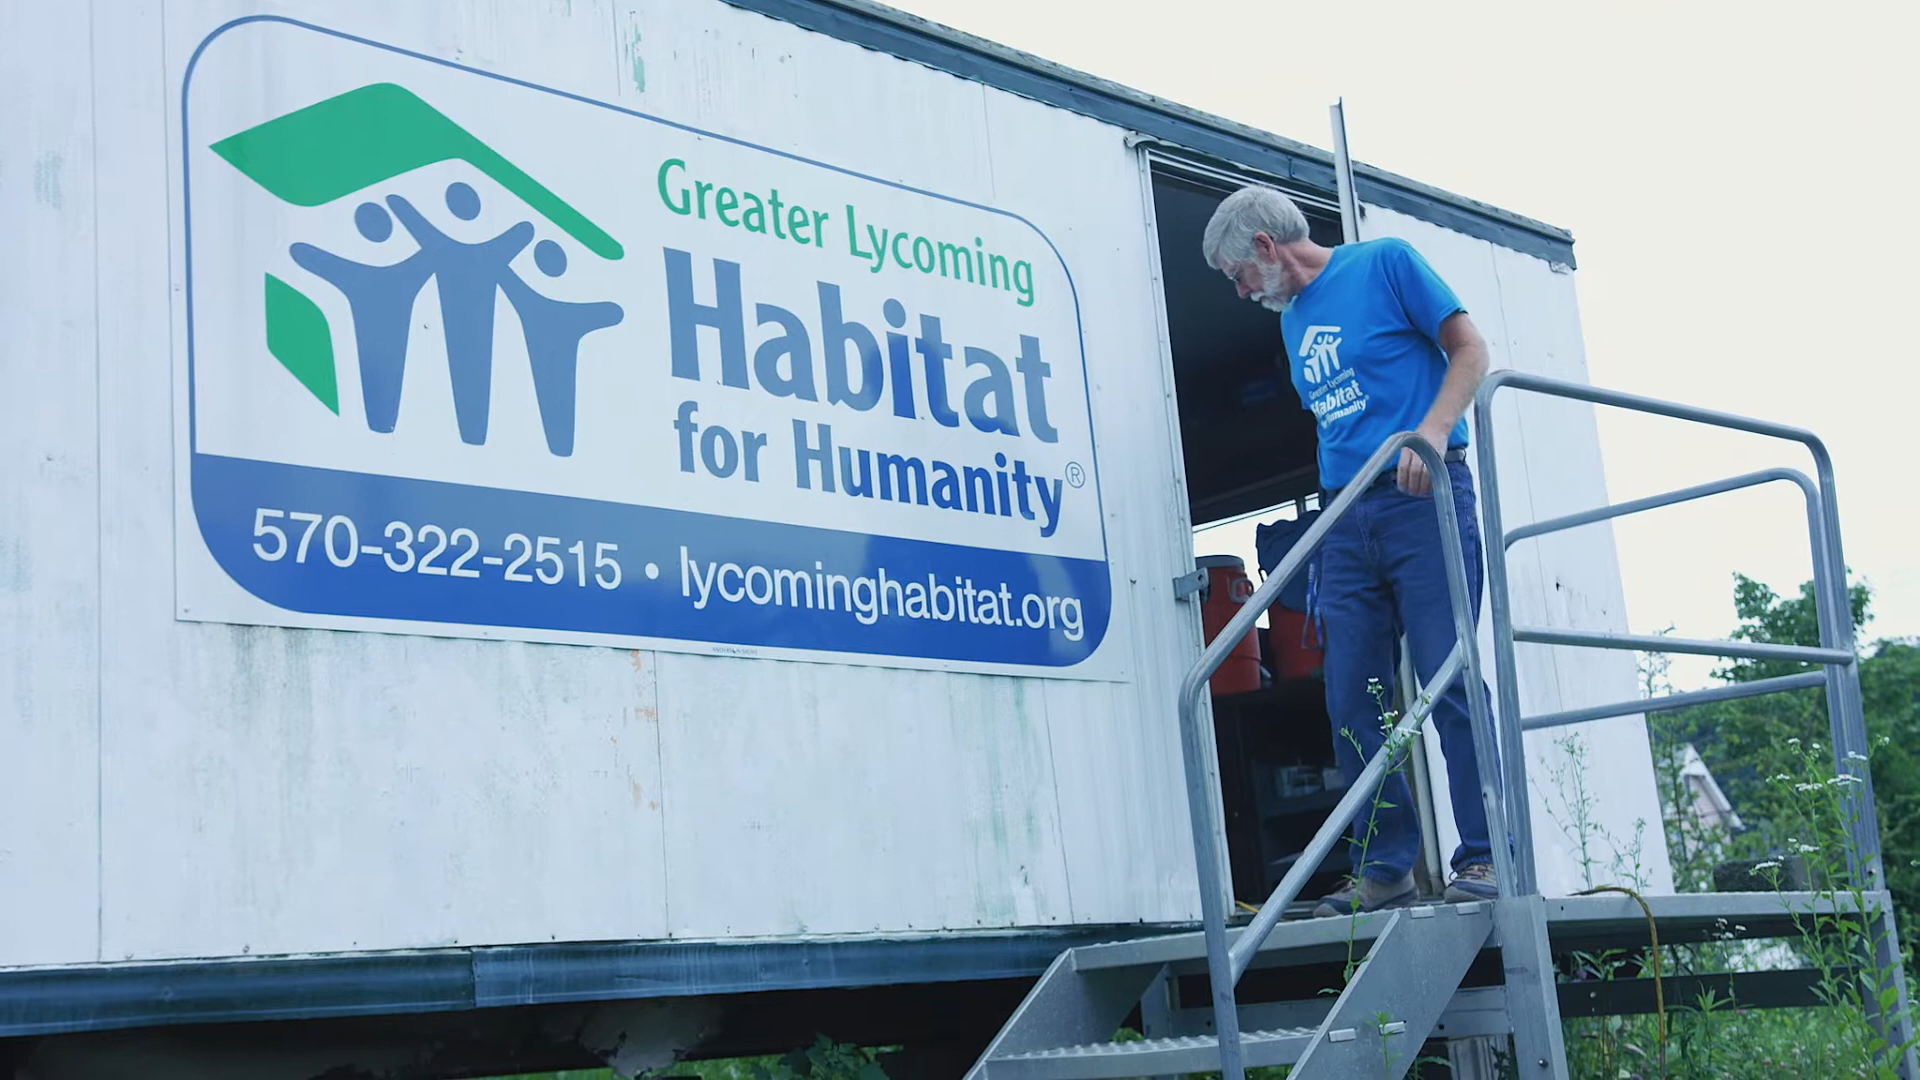 Greater Lycoming
Habitat
for Humanity®
570-322-2515 • lycominghabitat.org
Greater Lycoming
Habitat
for Humanity®